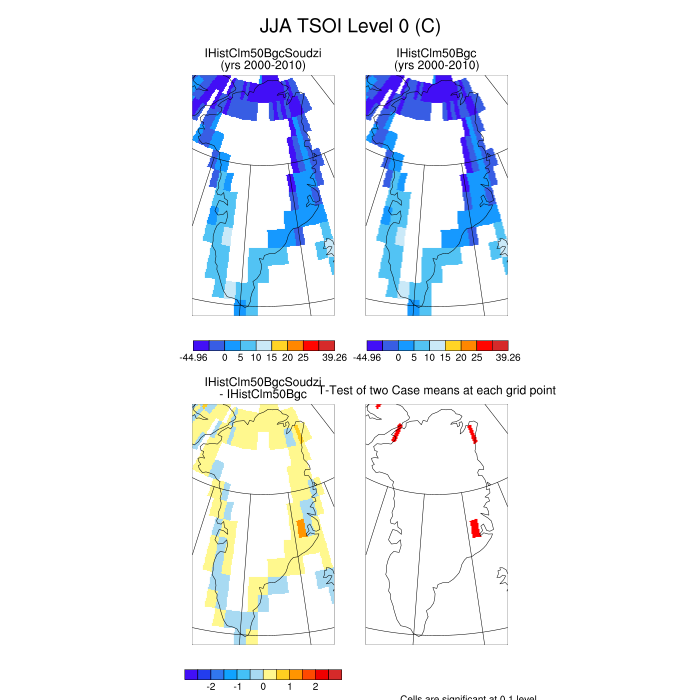 JJA TSOI Level 0 (C)
IHistClm50BgcSoudzi
(yrs 2000-2010)
IHistClm50Bgc
(yrs 2000-2010)
-44.96 0 5 10 15 20 25 39.26
-44.96 0 5 10 15 20 25 39.26
IHistClm50BgcSoudzi
- IHistClm50Bgc
T-Test of two Case means at each grid point
-2 -1 0 1 2
Cells are significant at 0.1 level